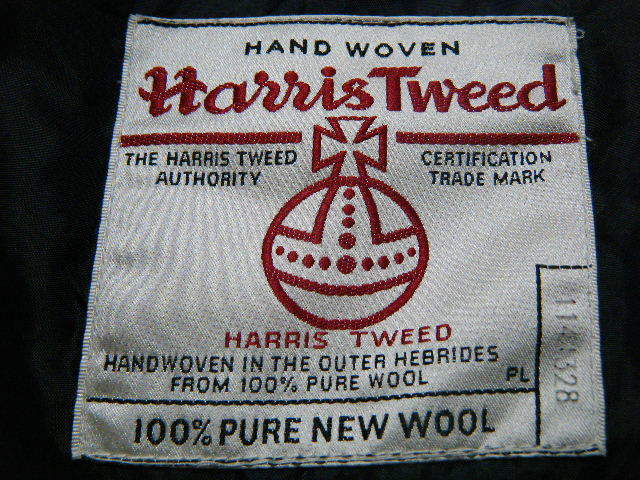 HAND WOVEN
Harris Tweed
THE HARRIS TWEED AUTHORITY
CERTIFICATION TRADE MARK
HARRIS TWEED
HANDWOVEN IN THE OUTER HEBRIDES
FROM 100% PURE WOOL
PL
100% PURE NEW WOOL